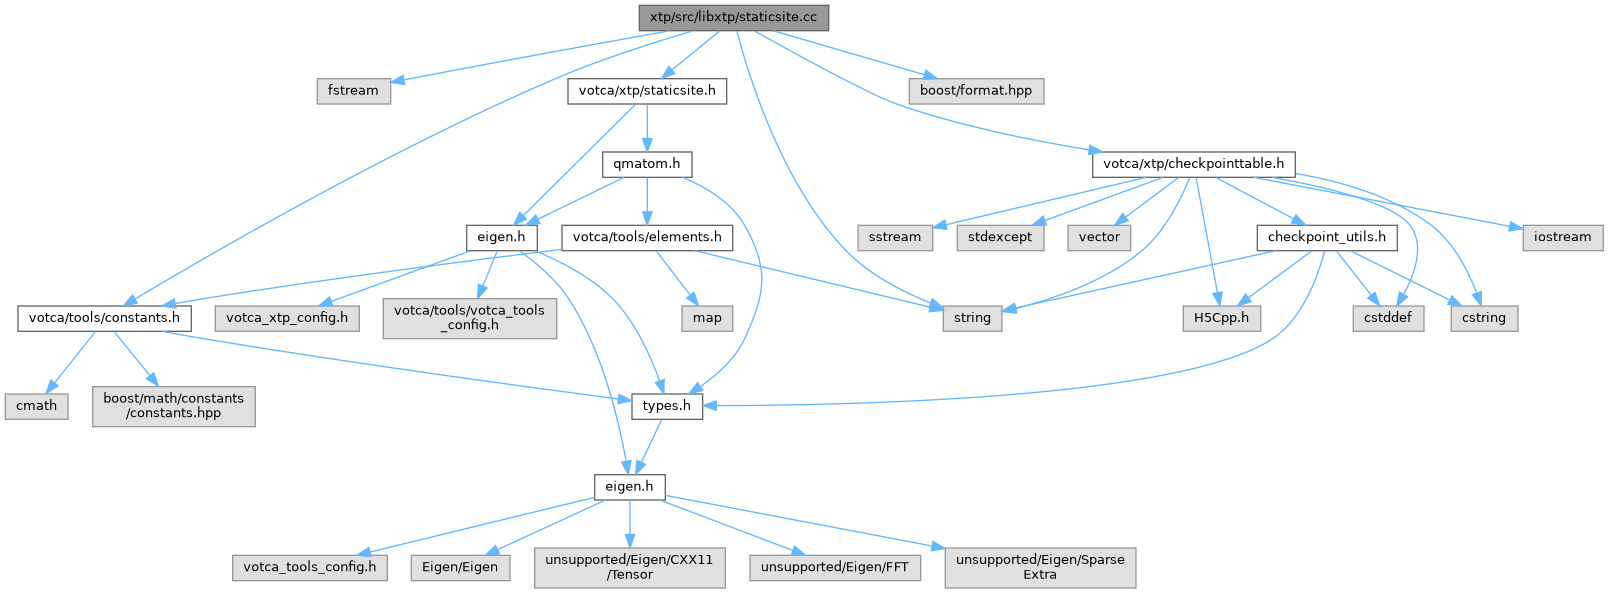 xtp/src/libxtp/staticsite.cc
fstream
votca/xtp/staticsite.h
boost/format.hpp
qmatom.h
votca/xtp/checkpointtable.h
eigen.h
votca/tools/elements.h
sstream
stdexcept
vector
checkpoint_utils.h
iostream
votca/tools/constants.h
votca_xtp_config.h
votca/tools/votca_tools
_config.h
map
string
H5Cpp.h
cstddef
cstring
cmath
boost/math/constants
/constants.hpp
types.h
eigen.h
votca_tools_config.h
Eigen/Eigen
unsupported/Eigen/CXX11
/Tensor
unsupported/Eigen/FFT
unsupported/Eigen/Sparse
Extra